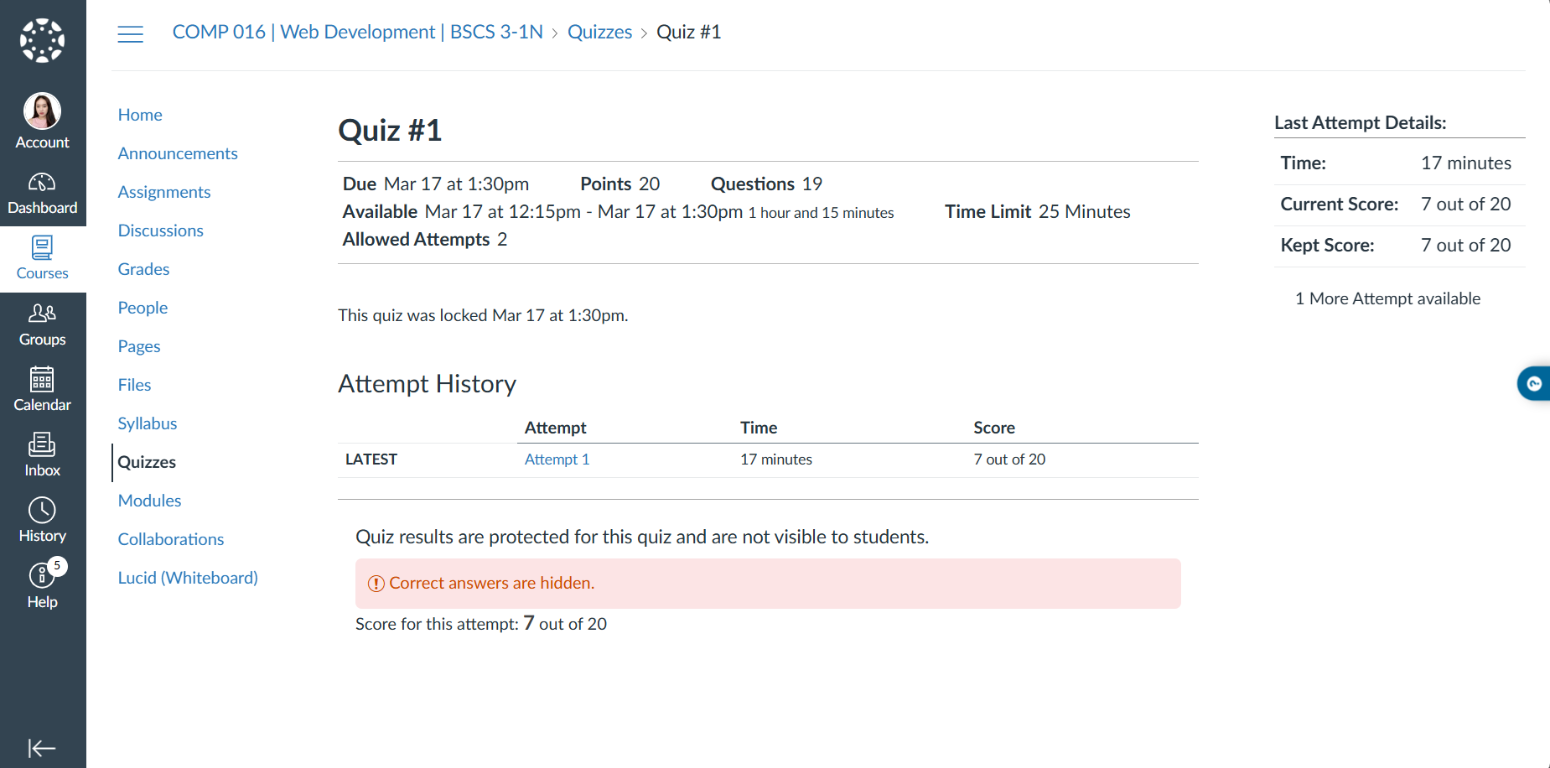 COMP 016 | Web Development | BSCS 3-1N › Quizzes › Quiz #1
Account
Dashboard
Courses
Groups
Calendar
Inbox
History
5
Help
Home
Announcements
Assignments
Discussions
Grades
People
Pages
Files
Syllabus
Quizzes
Modules
Collaborations
Lucid (Whiteboard)
Quiz #1
Due Mar 17 at 1:30pm Points 20 Questions 19
Available Mar 17 at 12:15pm - Mar 17 at 1:30pm 1 hour and 15 minutes Time Limit 25 Minutes
Allowed Attempts 2
This quiz was locked Mar 17 at 1:30pm.
Attempt History
Attempt Time Score
LATEST Attempt 1 17 minutes 7 out of 20
Quiz results are protected for this quiz and are not visible to students.
Correct answers are hidden.
Score for this attempt: 7 out of 20
Last Attempt Details:
Time: 17 minutes
Current Score: 7 out of 20
Kept Score: 7 out of 20
1 More Attempt available